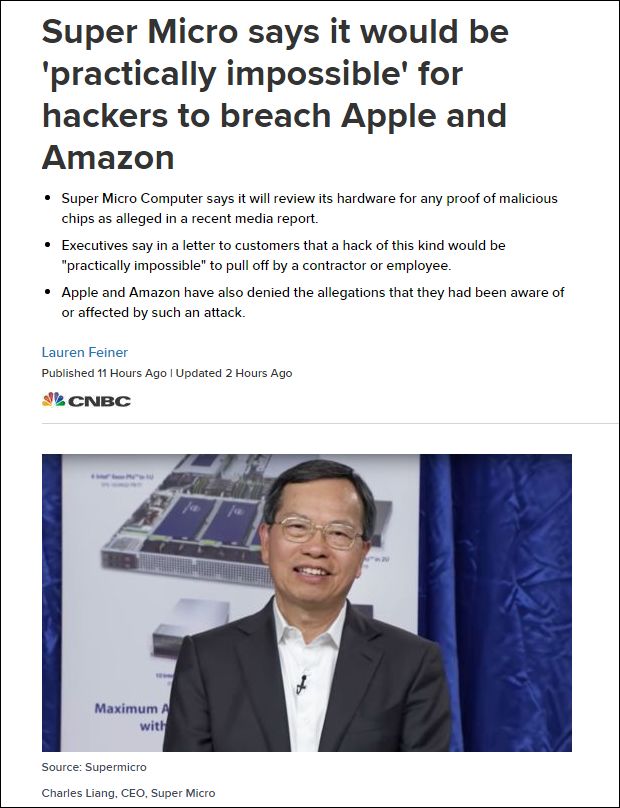 Super Micro says it would be
'practically impossible' for
hackers to breach Apple and
Amazon
• Super Micro Computer says it will review its hardware for any proof of malicious
chips as alleged in a recent media report.
• Executives say in a letter to customers that a hack of this kind would be
"practically impossible" to pull off by a contractor or employee.
• Apple and Amazon have also denied the allegations that they had been aware of
or affected by such an attack.
Lauren Feiner
Published 11 Hours Ago | Updated 2 Hours Ago
CNBC
Maximum
with
Source: Supermicro
Charles Liang, CEO, Super Micro